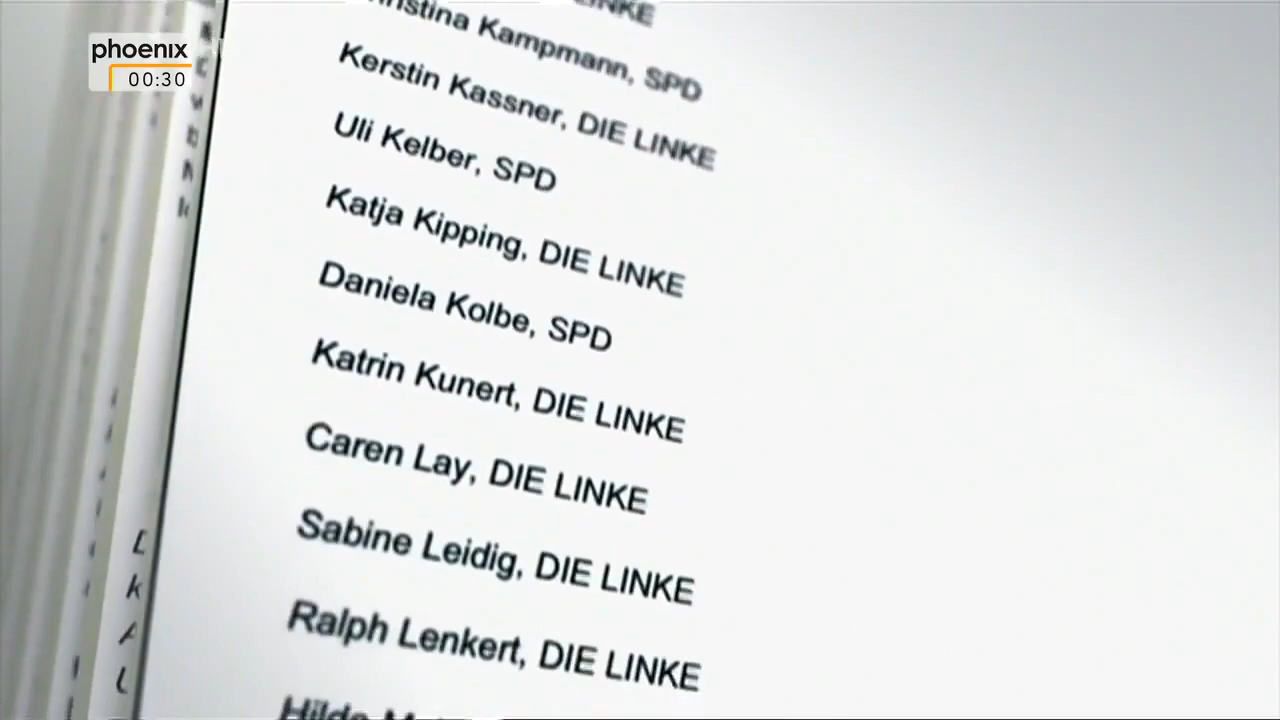 phoenix
00:30
LINKE
Kampmann, SPD
Kerstin Kassner, DIE LINKE
Uli Kelber, SPD
Katja Kipping, DIE LINKE
Daniela Kolbe, SPD
Katrin Kunert, DIE LINKE
Caren Lay, DIE LINKE
Sabine Leidig, DIE LINKE
Ralph Lenkert, DIE LINKE